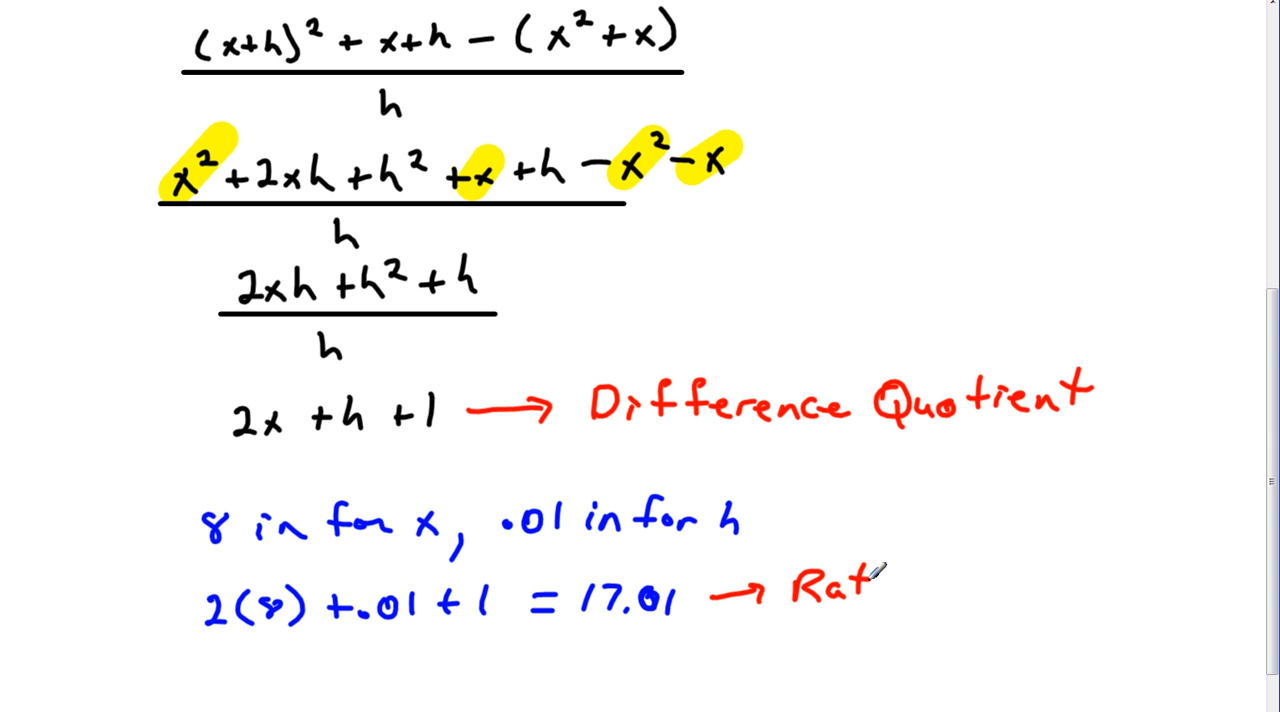 (x+h)² + x+h − (x² + x)
h
x² + 2xh + h² + x + h − x² − x
h
2xh + h² + h
h
2x + h + 1 → Difference Quotient
8 in for x, .01 in for h
2(8) + .01 + 1 = 17.01 → Rat